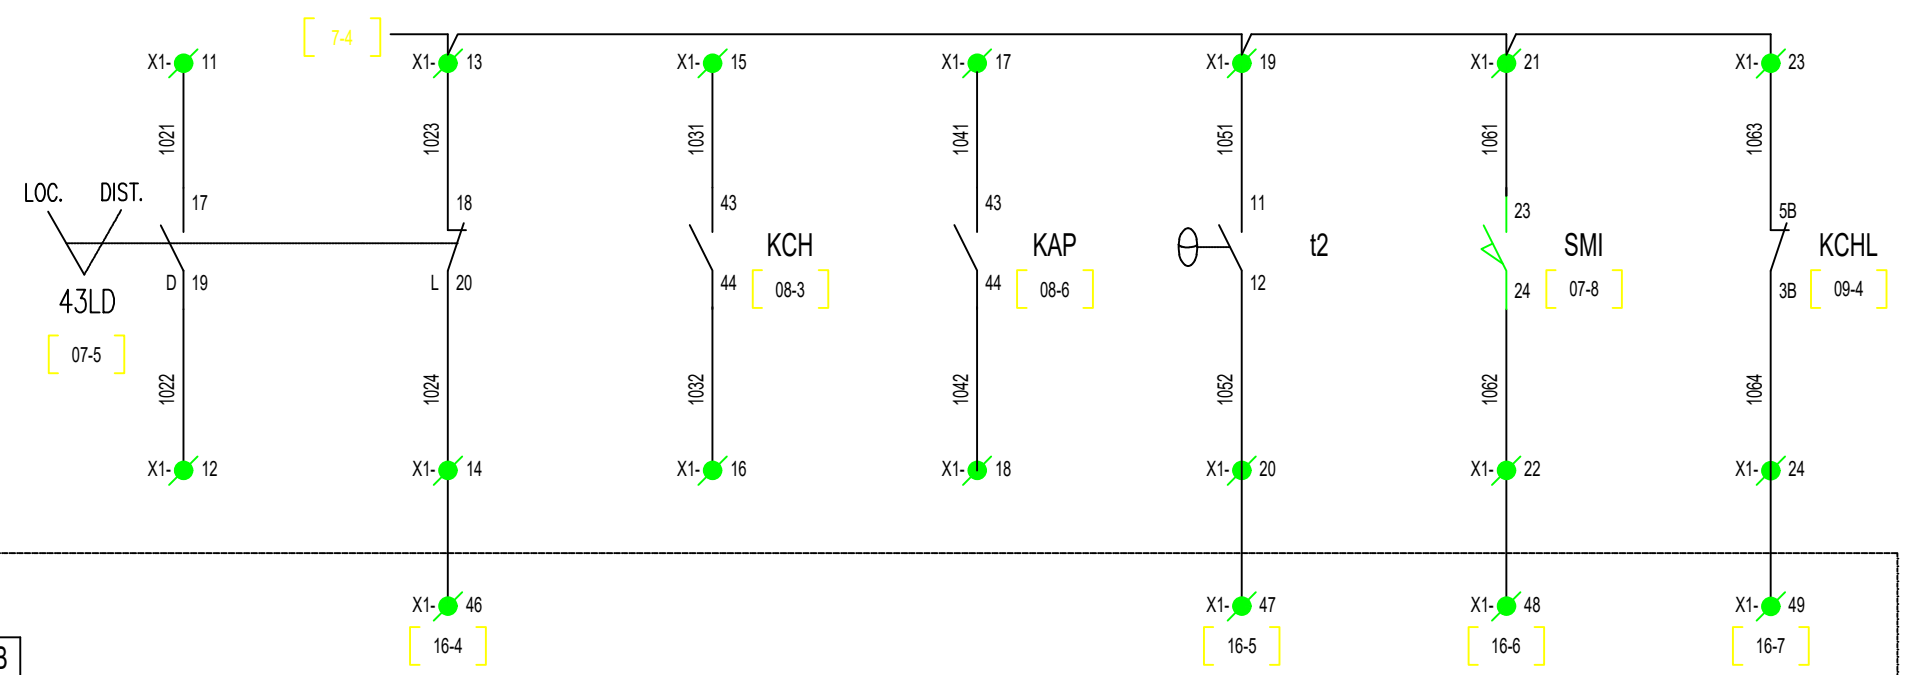 7-4
X1- 11
X1- 13
X1- 15
X1- 17
X1- 19
X1- 21
X1- 23
1021
1023
1031
1041
1051
1061
1063
LOC. DIST.
17
18
43
43
11
23
5B
43LD
KCH
KAP
t2
SMI
KCHL
D 19
L 20
44
44
12
24
3B
07-5
08-3
08-6
07-8
09-4
1022
1024
1032
1042
1052
1062
1064
X1- 12
X1- 14
X1- 16
X1- 18
X1- 20
X1- 22
X1- 24
X1- 46
X1- 47
X1- 48
X1- 49
16-4
16-5
16-6
16-7